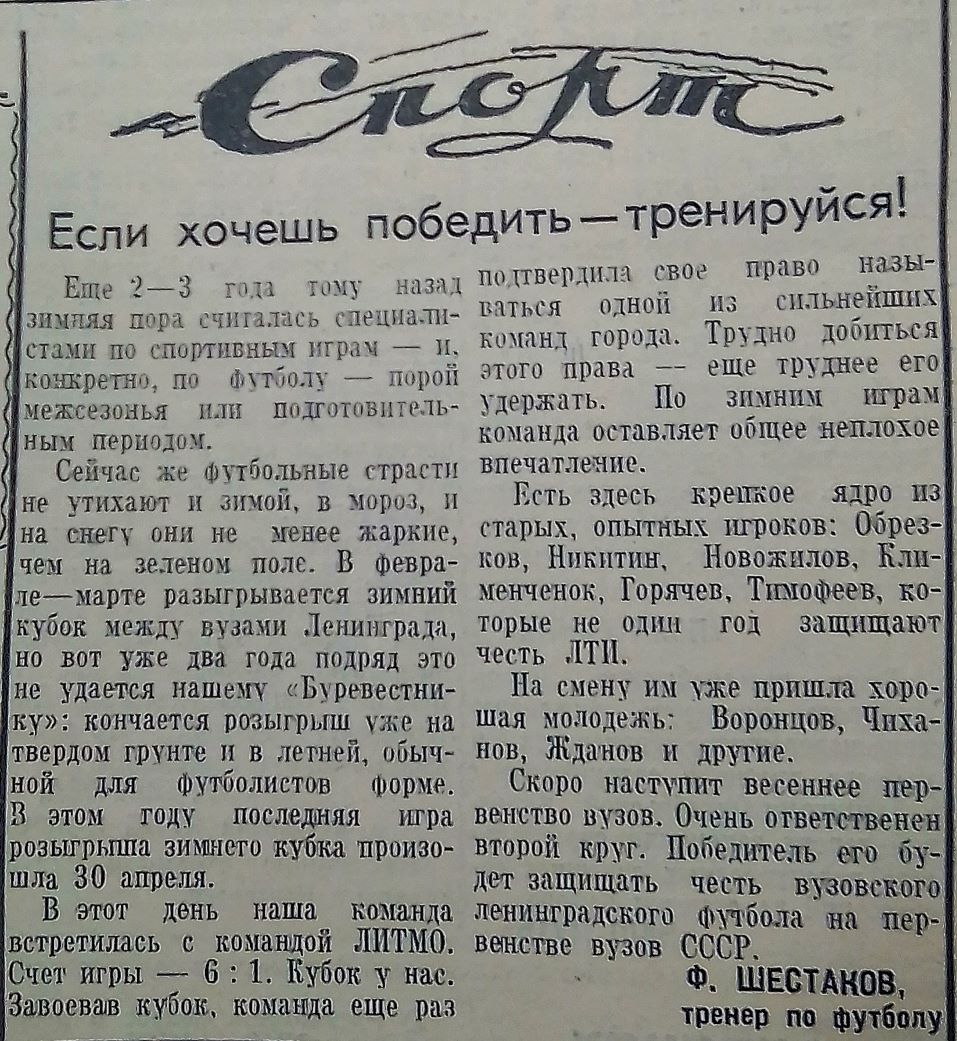 Спорт
Если хочешь победить — тренируйся!
Еще 2—3 года тому назад
зимняя пора считалась специали-
стами по спортивным играм — и,
конкретно, по футболу — порой
межсезонья или подготовитель-
ным периодом.
Сейчас же футбольные страсти
не утихают и зимой, в мороз, и
на снегу они не менее жаркие,
чем на зеленом поле. В февра-
ле—марте разыгрывается зимний
кубок между вузами Ленинграда,
но вот уже два года подряд это
не удается нашему «Буревестни-
ку»: кончается розыгрыш уже на
твердом грунте и в летней, обыч-
ной для футболистов форме.
В этом году последняя игра
розыгрыша зимнего кубка произо-
шла 30 апреля.
В этот день наша команда
встретилась с командой ЛИТМО.
Счет игры — 6 : 1. Кубок у нас.
Завоевав кубок, команда еще раз
подтвердила свое право назы-
ваться одной из сильнейших
команд города. Трудно добиться
этого права — еще труднее его
удержать. По зимним играм
команда оставляет общее неплохое
впечатление.
Есть здесь крепкое ядро из
старых, опытных игроков: Обрез-
ков, Никитин, Новожилов, Кли-
менченок, Горячев, Тимофеев, ко-
торые не один год защищают
честь ЛТИ.
На смену им уже пришла хоро-
шая молодежь: Воронцов, Чиха-
нов, Жданов и другие.
Скоро наступит весеннее пер-
венство вузов. Очень ответственен
второй круг. Победитель его бу-
дет защищать честь вузовского
ленинградского футбола на пер-
венстве вузов СССР.
Ф. ШЕСТАКОВ,
тренер по футболу